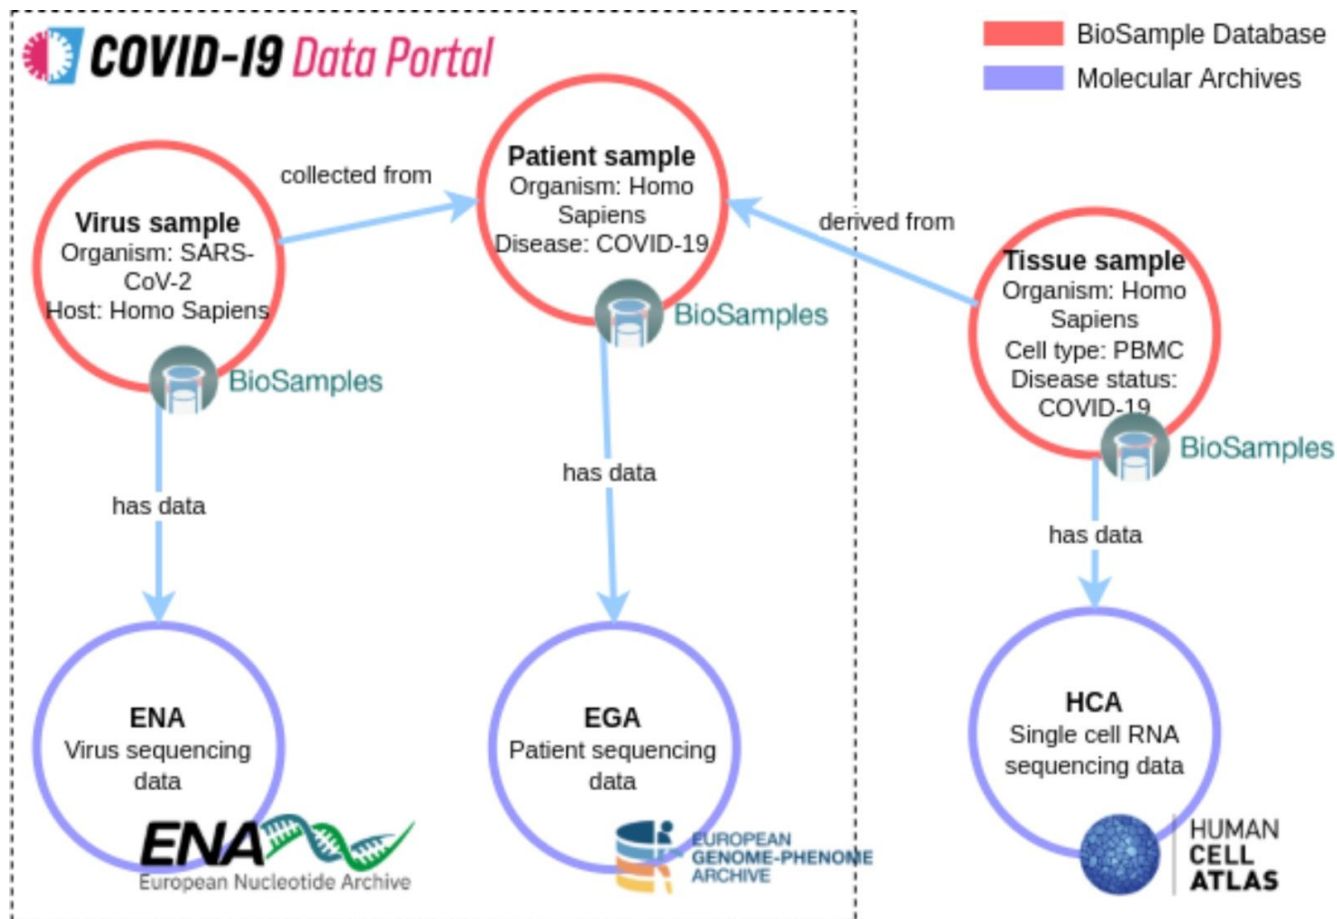 COVID-19 Data Portal
BioSample Database
Molecular Archives
collected from
Virus sample
Organism: SARS-
CoV-2
Host: Homo Sapiens
BioSamples
Patient sample
Organism: Homo
Sapiens
Disease: COVID-19
BioSamples
derived from
Tissue sample
Organism: Homo
Sapiens
Cell type: PBMC
Disease status:
COVID-19
BioSamples
has data
has data
has data
ENA
Virus sequencing
data
ENA
European Nucleotide Archive
EGA
Patient sequencing
data
EUROPEAN
GENOME-PHENOME
ARCHIVE
HCA
Single cell RNA
sequencing data
HUMAN
CELL
ATLAS